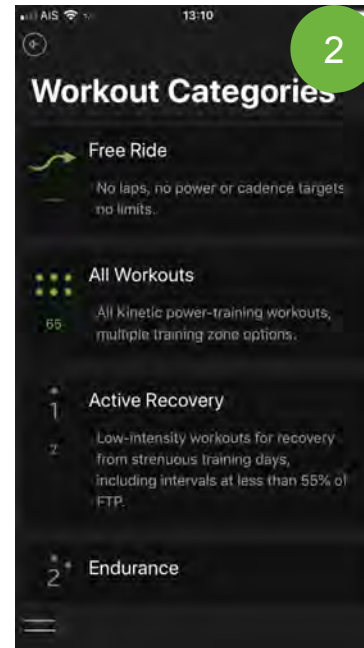 AIS 13:10
2
Workout Categories
Free Ride
No laps, no power or cadence targets
no limits.
All Workouts
65
All Kinetic power-training workouts,
multiple training zone options.
1
Active Recovery
Low-intensity workouts for recovery
from strenuous training days,
including intervals at less than 55% of
FTP.
2
Endurance